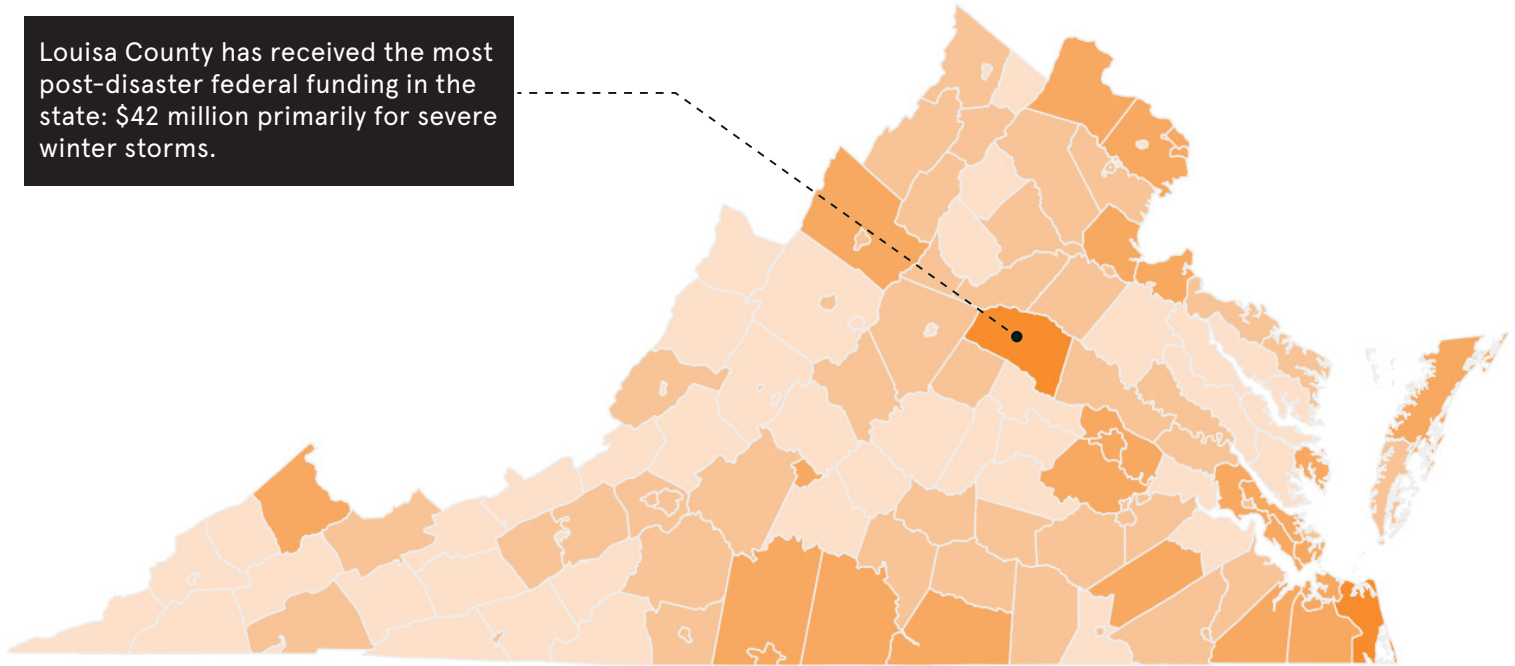 Louisa County has received the most
post-disaster federal funding in the
state: $42 million primarily for severe
winter storms.